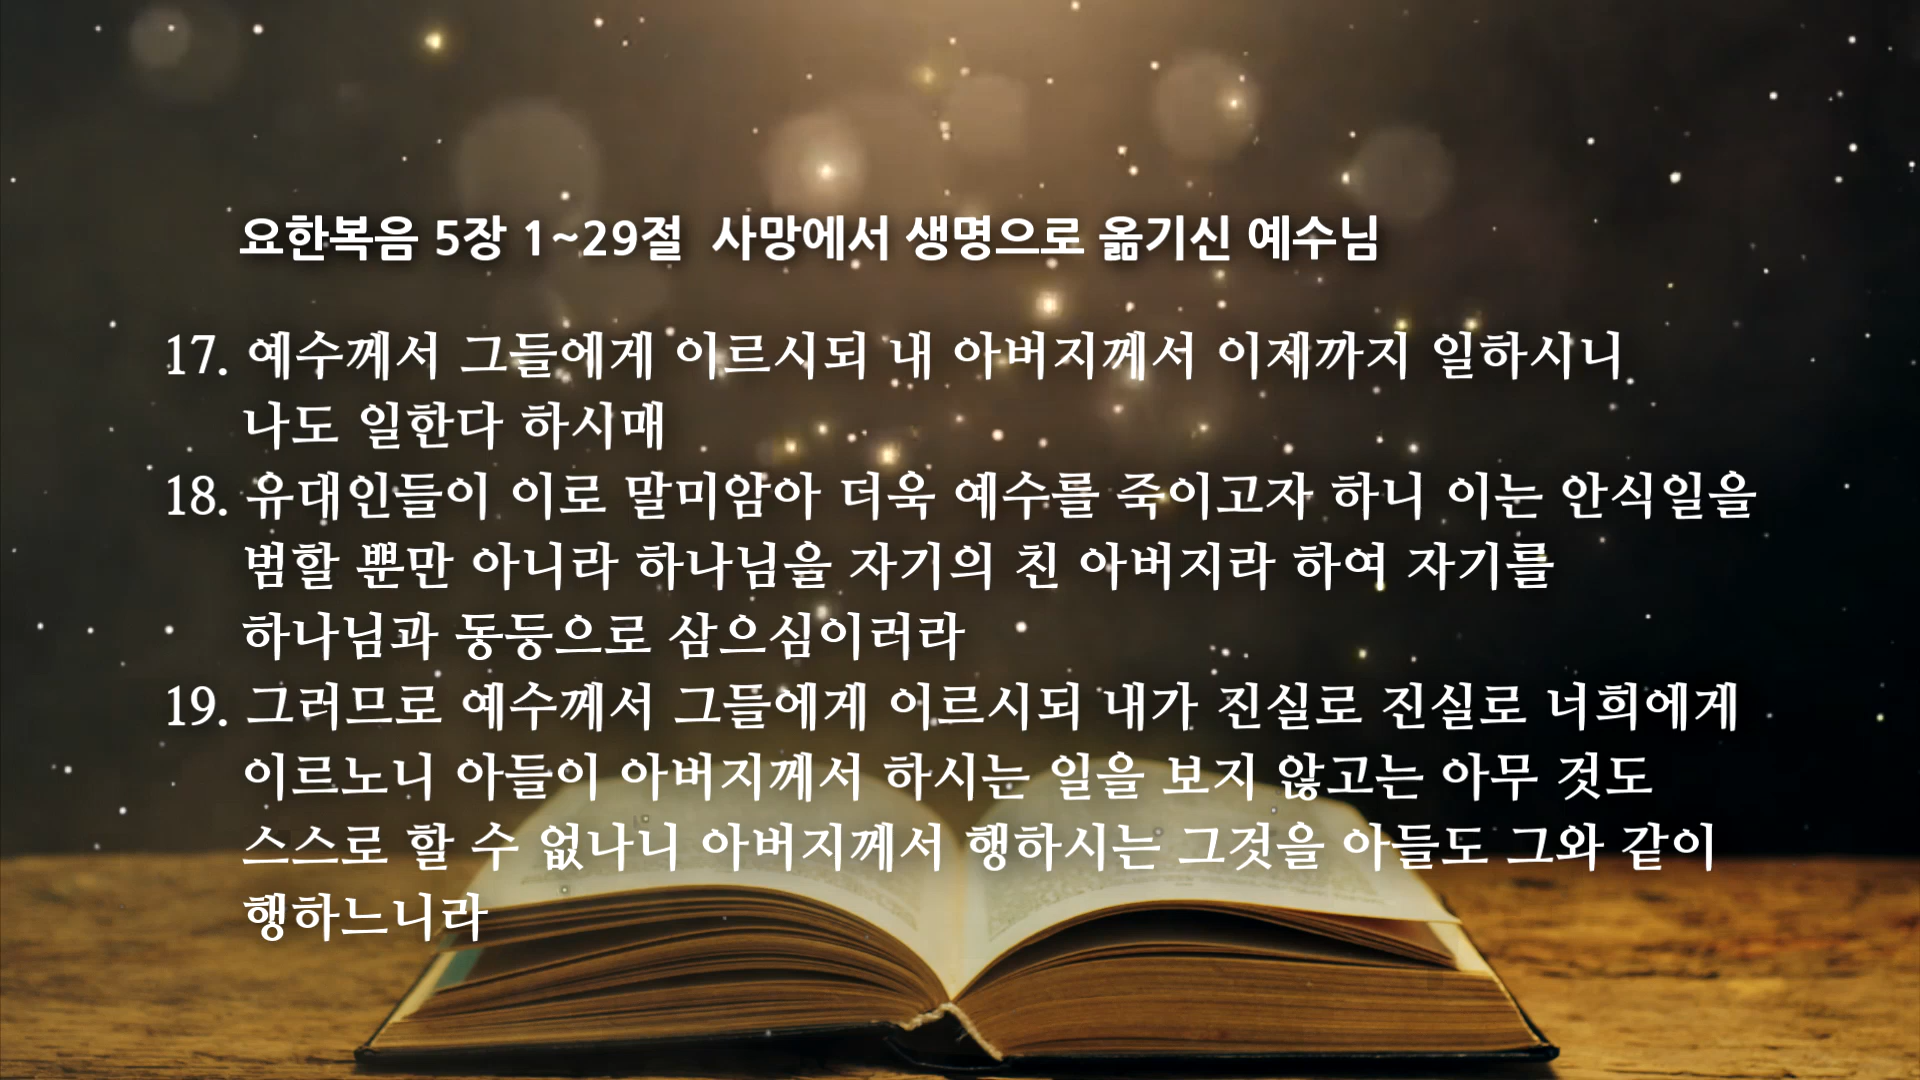 요한복음 5장 1~29절 사망에서 생명으로 옮기신 예수님
17. 예수께서 그들에게 이르시되 내 아버지께서 이제까지 일하시니
나도 일한다 하시매
18. 유대인들이 이로 말미암아 더욱 예수를 죽이고자 하니 이는 안식일을
범할 뿐만 아니라 하나님을 자기의 친 아버지라 하여 자기를
하나님과 동등으로 삼으심이러라
19. 그러므로 예수께서 그들에게 이르시되 내가 진실로 진실로 너희에게
이르노니 아들이 아버지께서 하시는 일을 보지 않고는 아무 것도
스스로 할 수 없나니 아버지께서 행하시는 그것을 아들도 그와 같이
행하느니라